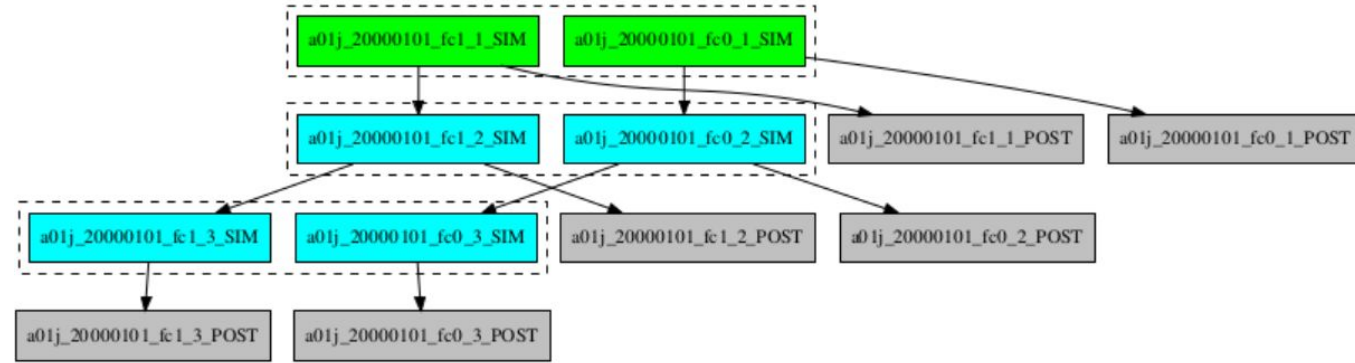 a01j_20000101_fc1_1_SIM
a01j_20000101_fc0_1_SIM
a01j_20000101_fc1_2_SIM
a01j_20000101_fc0_2_SIM
a01j_20000101_fc1_1_POST
a01j_20000101_fc0_1_POST
a01j_20000101_fc1_3_SIM
a01j_20000101_fc0_3_SIM
a01j_20000101_fc1_2_POST
a01j_20000101_fc0_2_POST
a01j_20000101_fc1_3_POST
a01j_20000101_fc0_3_POST